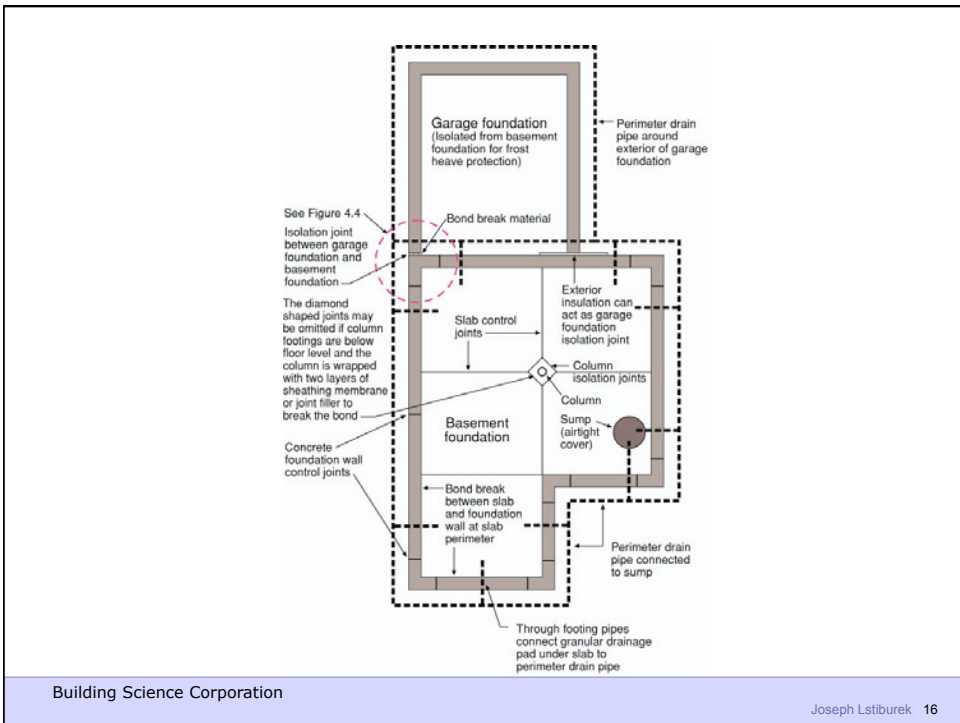 Garage foundation
(Isolated from basement
foundation for frost
heave protection)
Perimeter drain
pipe around
exterior of garage
foundation
See Figure 4.4
Bond break material
Isolation joint
between garage
foundation and
basement
foundation
The diamond
shaped joints may
be omitted if column
footings are below
floor level and the
column is wrapped
with two layers of
sheathing membrane
or joint filler to
break the bond
Slab control
joints
Exterior
insulation can
act as garage
foundation
isolation joint
Column
isolation joints
Column
Basement
foundation
Sump
(airtight
cover)
Concrete
foundation wall
control joints
Bond break
between slab
and foundation
wall at slab
perimeter
Perimeter drain
pipe connected
to sump
Through footing pipes
connect granular drainage
pad under slab to
perimeter drain pipe
Building Science Corporation
Joseph Lstiburek 16